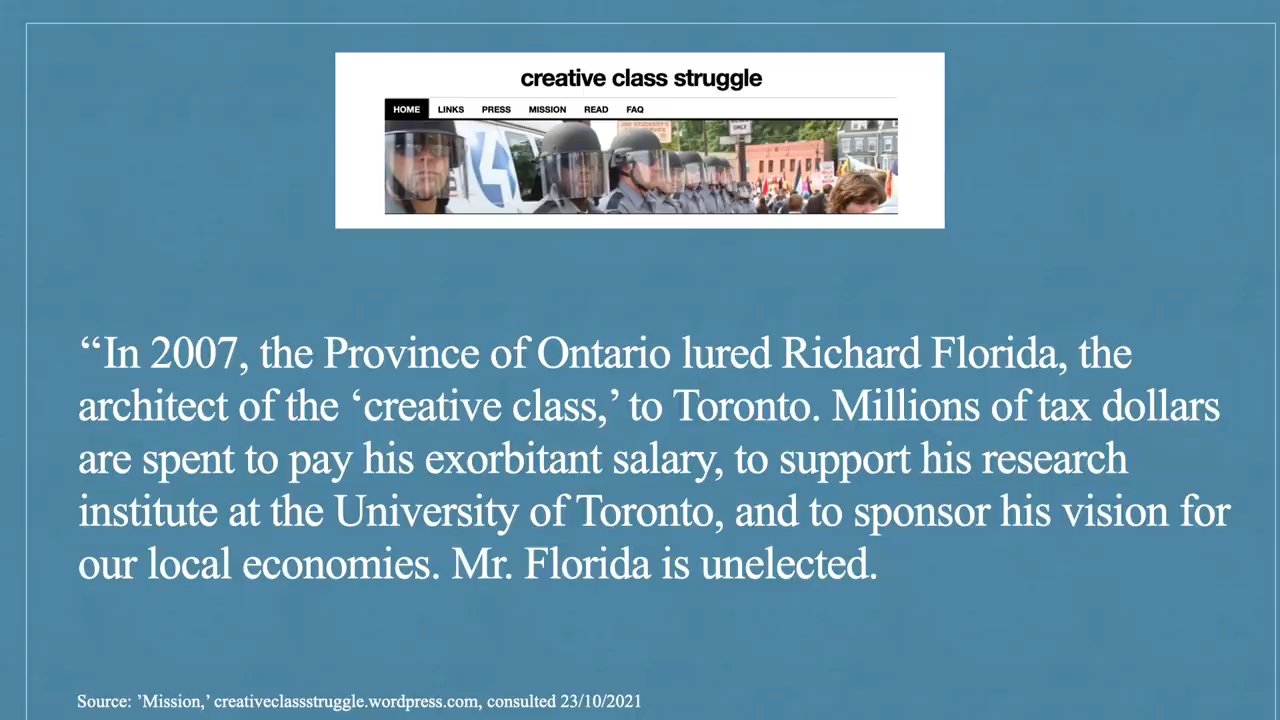 creative class struggle
HOME LINKS PRESS MISSION READ FAQ
ONLY
“In 2007, the Province of Ontario lured Richard Florida, the
architect of the ‘creative class,’ to Toronto. Millions of tax dollars
are spent to pay his exorbitant salary, to support his research
institute at the University of Toronto, and to sponsor his vision for
our local economies. Mr. Florida is unelected.
Source: ’Mission,’ creativeclassstruggle.wordpress.com, consulted 23/10/2021